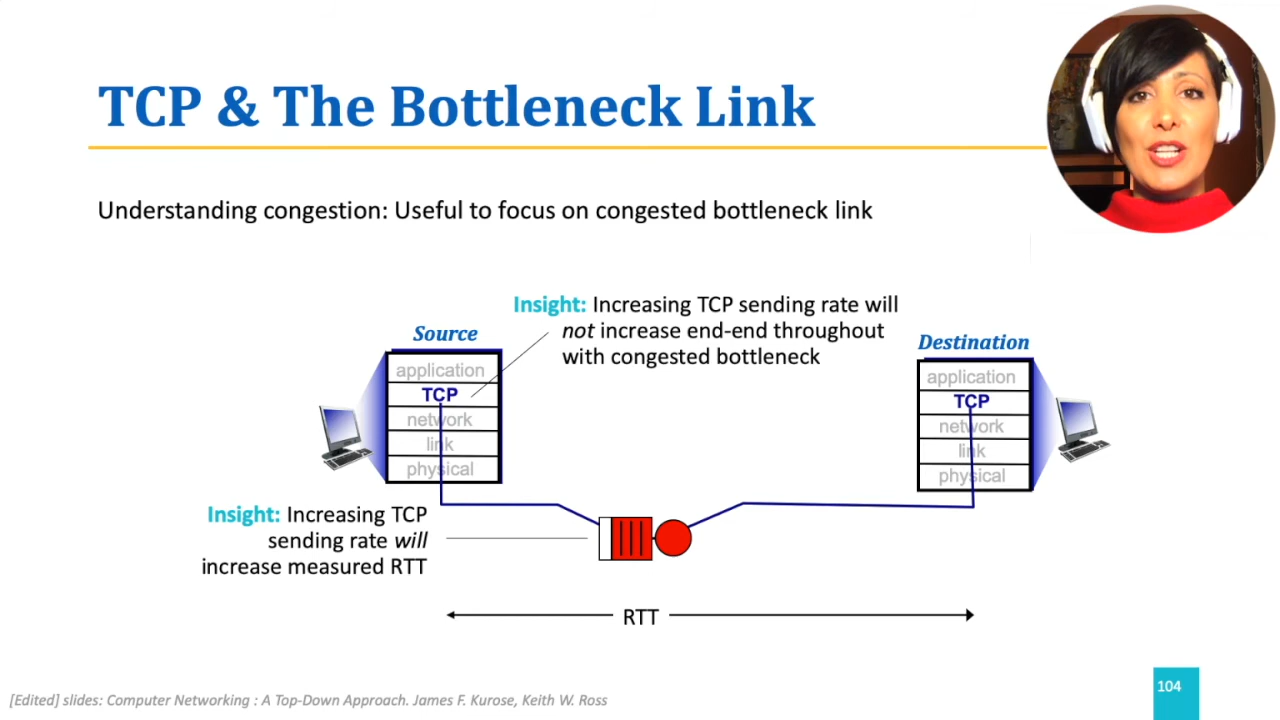 TCP & The Bottleneck Link
Understanding congestion: Useful to focus on congested bottleneck link
Insight: Increasing TCP sending rate will
not increase end-end throughout
with congested bottleneck
Source
application
TCP
network
link
physical
Destination
application
TCP
network
link
physical
Insight: Increasing TCP
sending rate will
increase measured RTT
RTT
[Edited] slides: Computer Networking : A Top-Down Approach. James F. Kurose, Keith W. Ross
104